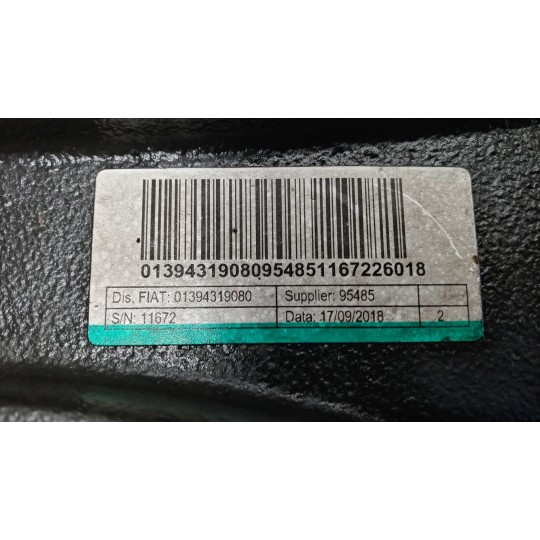 01394319080954851167226018
Dis. FIAT: 01394319080 Supplier: 95485
S/N: 11672 Data: 17/09/2018 2